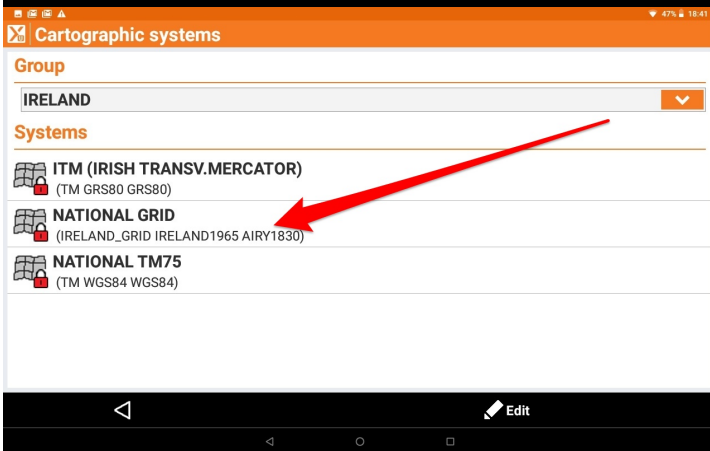 47% 18:41
Cartographic systems
Group
IRELAND
Systems
ITM (IRISH TRANSV.MERCATOR)
(TM GRS80 GRS80)
NATIONAL GRID
(IRELAND_GRID IRELAND1965 AIRY1830)
NATIONAL TM75
(TM WGS84 WGS84)
Edit